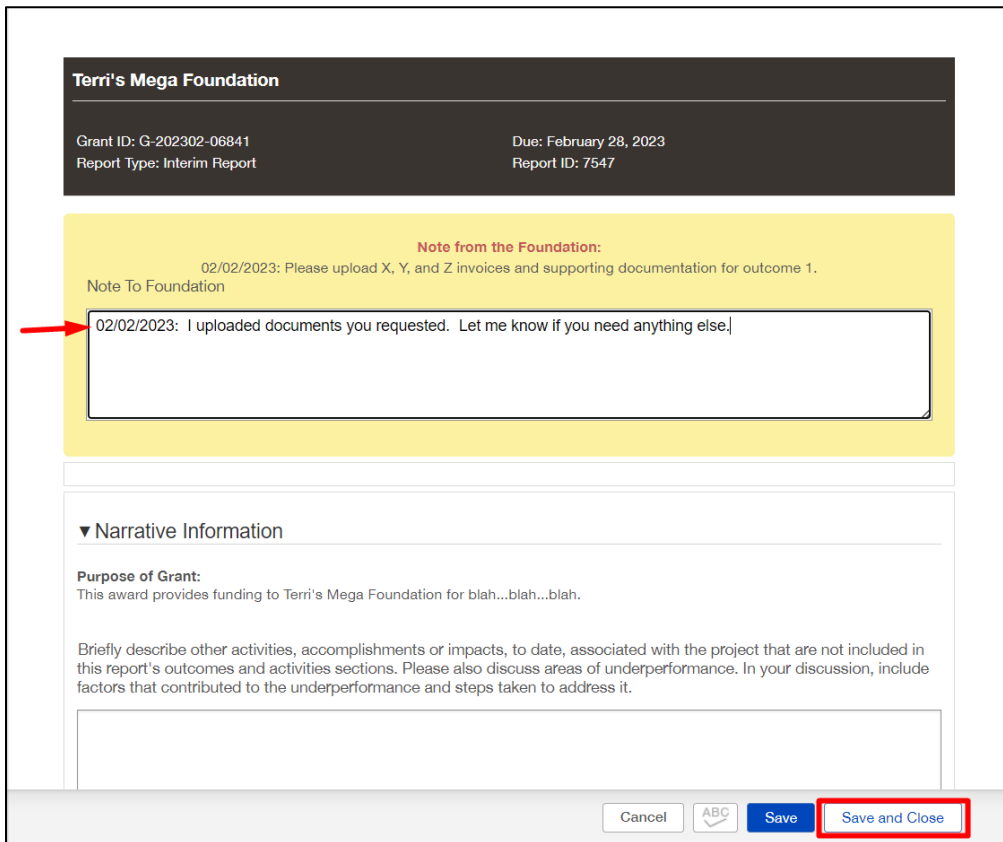 Terri's Mega Foundation
Grant ID: G-202302-06841
Due: February 28, 2023
Report Type: Interim Report
Report ID: 7547
Note from the Foundation:
02/02/2023: Please upload X, Y, and Z invoices and supporting documentation for outcome 1.
Note To Foundation
02/02/2023:  I uploaded documents you requested.  Let me know if you need anything else.
▼Narrative Information
Purpose of Grant:
This award provides funding to Terri's Mega Foundation for blah...blah...blah.
Briefly describe other activities, accomplishments or impacts, to date, associated with the project that are not included in
this report's outcomes and activities sections. Please also discuss areas of underperformance. In your discussion, include
factors that contributed to the underperformance and steps taken to address it.
Cancel
ABC
Save
Save and Close